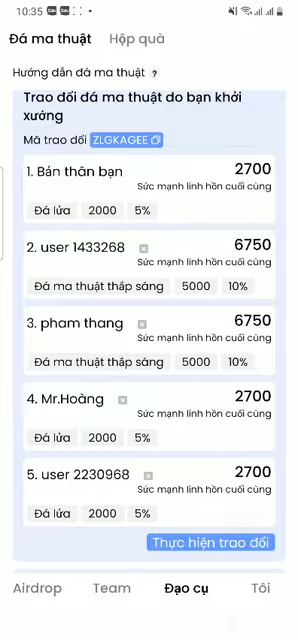 10:35
Đá ma thuật Hộp quà
Hướng dẫn đá ma thuật ?
Trao đổi đá ma thuật do bạn khởi
xướng
Mã trao dổi ZLGKAGEE
1. Bản thân bạn 2700
Sức mạnh linh hồn cuối cùng
Đá lửa 2000 5%
2. user 1433268 6750
Sức mạnh linh hồn cuối cùng
Đá ma thuật thắp sáng 5000 10%
3. pham thang 6750
Sức mạnh linh hồn cuối cùng
Đá ma thuật thắp sáng 5000 10%
4. Mr.Hoàng 2700
Sức mạnh linh hồn cuối cùng
Đá lửa 2000 5%
5. user 2230968 2700
Sức mạnh linh hồn cuối cùng
Đá lửa 2000 5%
Thực hiện trao đổi
Airdrop Team Đạo cụ Tôi